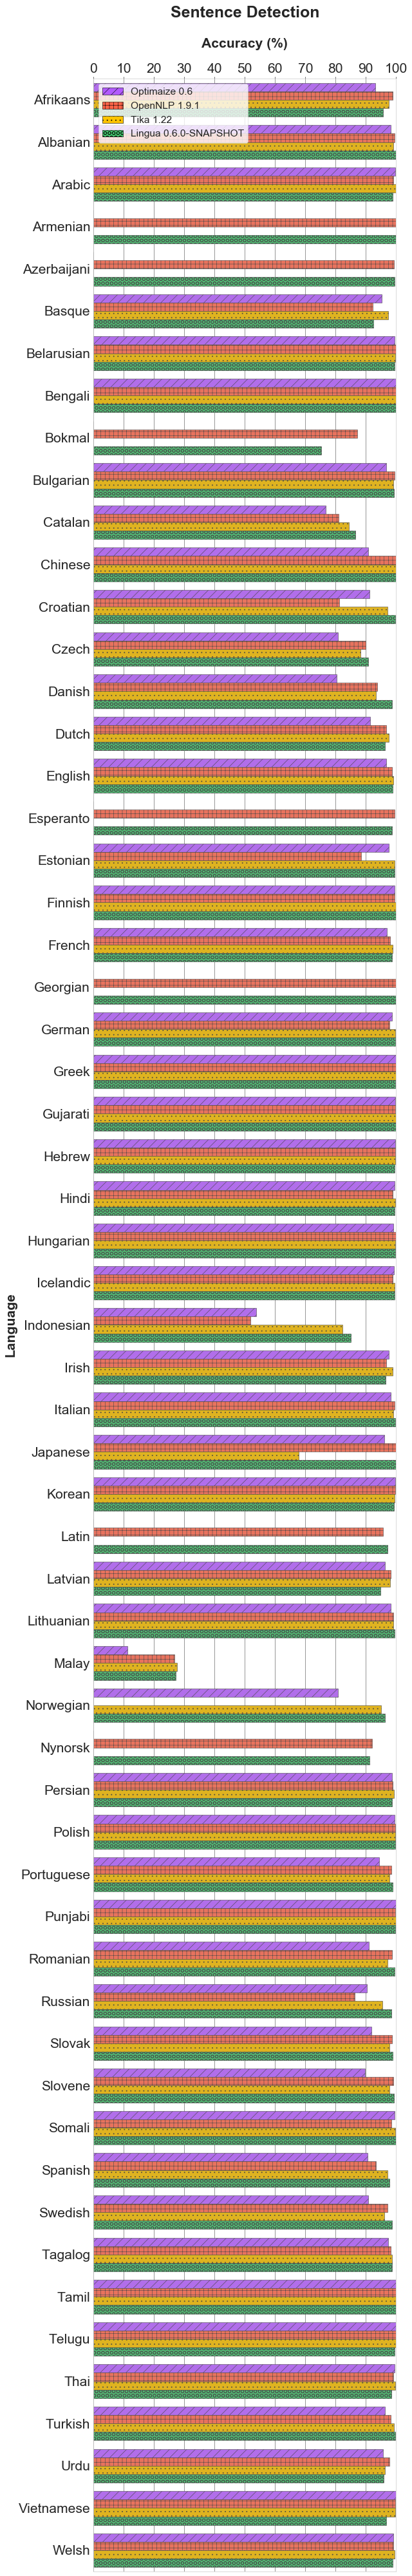 Sentence Detection
Accuracy (%)
0 10 20 30 40 50 60 70 80 90 100
Optimaize 0.6
OpenNLP 1.9.1
Tika 1.22
Lingua 0.6.0-SNAPSHOT
Language
Afrikaans
Albanian
Arabic
Armenian
Azerbaijani
Basque
Belarusian
Bengali
Bokmal
Bulgarian
Catalan
Chinese
Croatian
Czech
Danish
Dutch
English
Esperanto
Estonian
Finnish
French
Georgian
German
Greek
Gujarati
Hebrew
Hindi
Hungarian
Icelandic
Indonesian
Irish
Italian
Japanese
Korean
Latin
Latvian
Lithuanian
Malay
Norwegian
Nynorsk
Persian
Polish
Portuguese
Punjabi
Romanian
Russian
Slovak
Slovene
Somali
Spanish
Swedish
Tagalog
Tamil
Telugu
Thai
Turkish
Urdu
Vietnamese
Welsh